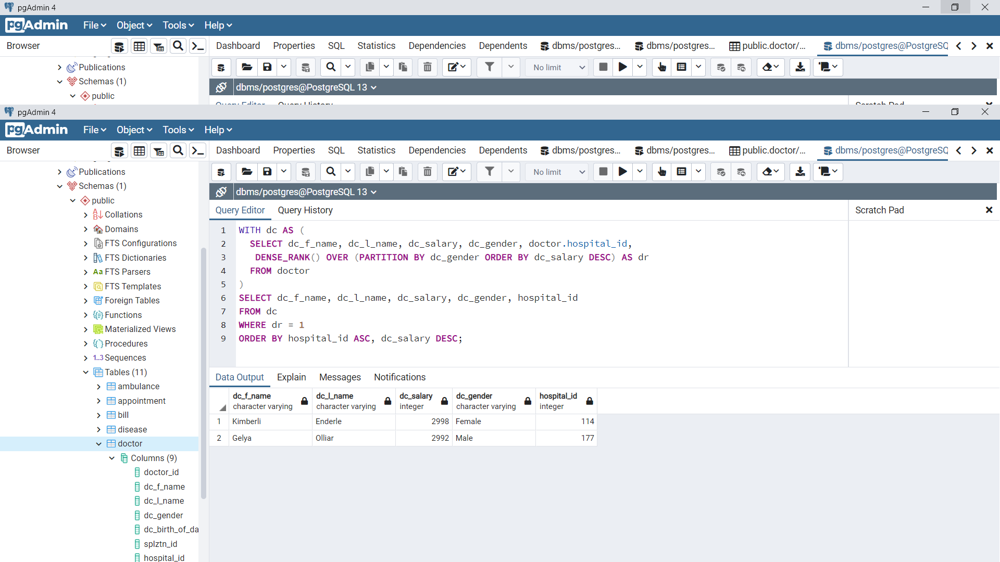 pgAdmin 4
pgAdmin File Object Tools Help
Browser Dashboard Properties SQL Statistics Dependencies Dependents dbms/postgres... dbms/postgres... public.doctor/... dbms/postgres@PostgreSQ
Publications No limit
Schemas (1) dbms/postgres@PostgreSQL 13
public
Query Editor Query History Scratch Pad
pgAdmin 4
pgAdmin File Object Tools Help
Browser Dashboard Properties SQL Statistics Dependencies Dependents dbms/postgres... dbms/postgres... public.doctor/... dbms/postgres@PostgreSQ
Publications No limit
Schemas (1) dbms/postgres@PostgreSQL 13
public
Collations
Domains
FTS Configurations
FTS Dictionaries
Aa FTS Parsers
FTS Templates
Foreign Tables
Functions
Materialized Views
Procedures
1..3 Sequences
Tables (11)
ambulance
appointment
bill
disease
doctor
Columns (9)
doctor_id
dc_f_name
dc_l_name
dc_gender
dc_birth_of_da
splztn_id
hospital_id
Query Editor Query History Scratch Pad
1 WITH dc AS (
2 SELECT dc_f_name, dc_l_name, dc_salary, dc_gender, doctor.hospital_id,
3 DENSE_RANK() OVER (PARTITION BY dc_gender ORDER BY dc_salary DESC) AS dr
4 FROM doctor
5 )
6 SELECT dc_f_name, dc_l_name, dc_salary, dc_gender, hospital_id
7 FROM dc
8 WHERE dr = 1
9 ORDER BY hospital_id ASC, dc_salary DESC;
Data Output Explain Messages Notifications
dc_f_name dc_l_name dc_salary dc_gender hospital_id
character varying character varying integer character varying integer
1 Kimberli Enderle 2998 Female 114
2 Gelya Olliar 2992 Male 177